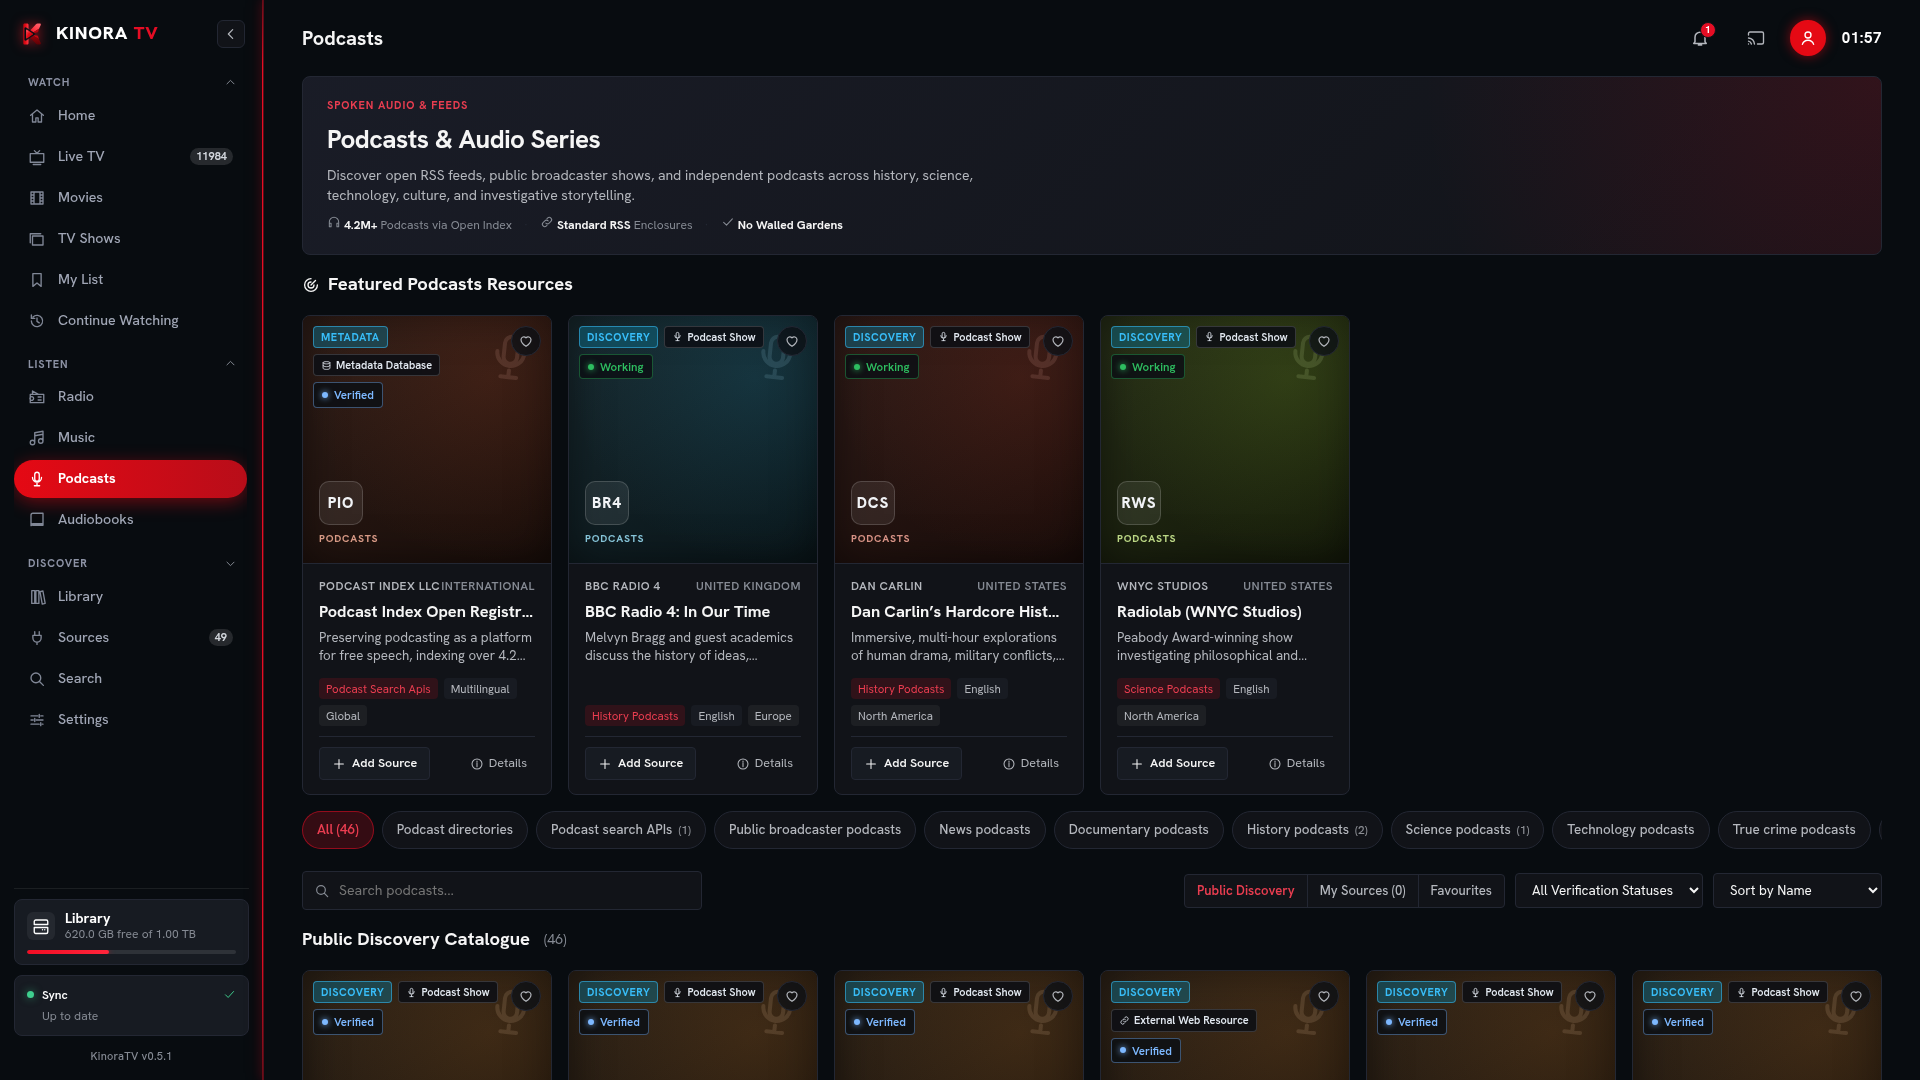 KINORA TV
WATCH
Home
Live TV 11984
Movies
TV Shows
My List
Continue Watching
LISTEN
Radio
Music
Podcasts
Audiobooks
DISCOVER
Library
Sources 49
Search
Settings
Library
620.0 GB free of 1.00 TB
Sync
Up to date
KinoraTV v0.5.1
Podcasts
1
01:57
SPOKEN AUDIO & FEEDS
Podcasts & Audio Series
Discover open RSS feeds, public broadcaster shows, and independent podcasts across history, science,
technology, culture, and investigative storytelling.
4.2M+ Podcasts via Open Index Standard RSS Enclosures No Walled Gardens
Featured Podcasts Resources
METADATA
Metadata Database
Verified
PIO
PODCASTS
PODCAST INDEX LLC INTERNATIONAL
Podcast Index Open Registr...
Preserving podcasting as a platform
for free speech, indexing over 4.2...
Podcast Search Apis Multilingual
Global
Add Source Details
DISCOVERY Podcast Show
Working
BR4
PODCASTS
BBC RADIO 4 UNITED KINGDOM
BBC Radio 4: In Our Time
Melvyn Bragg and guest academics
discuss the history of ideas,...
History Podcasts English Europe
Add Source Details
DISCOVERY Podcast Show
Working
DCS
PODCASTS
DAN CARLIN UNITED STATES
Dan Carlin’s Hardcore Hist...
Immersive, multi-hour explorations
of human drama, military conflicts,...
History Podcasts English
North America
Add Source Details
DISCOVERY Podcast Show
Working
RWS
PODCASTS
WNYC STUDIOS UNITED STATES
Radiolab (WNYC Studios)
Peabody Award-winning show
investigating philosophical and...
Science Podcasts English
North America
Add Source Details
All (46) Podcast directories Podcast search APIs (1) Public broadcaster podcasts News podcasts Documentary podcasts History podcasts (2) Science podcasts (1) Technology podcasts True crime podcasts
Search podcasts...
Public Discovery My Sources (0) Favourites All Verification Statuses Sort by Name
Public Discovery Catalogue (46)
DISCOVERY Podcast Show
Verified
DISCOVERY Podcast Show
Verified
DISCOVERY Podcast Show
Verified
DISCOVERY
External Web Resource
Verified
DISCOVERY Podcast Show
Verified
DISCOVERY Podcast Show
Verified